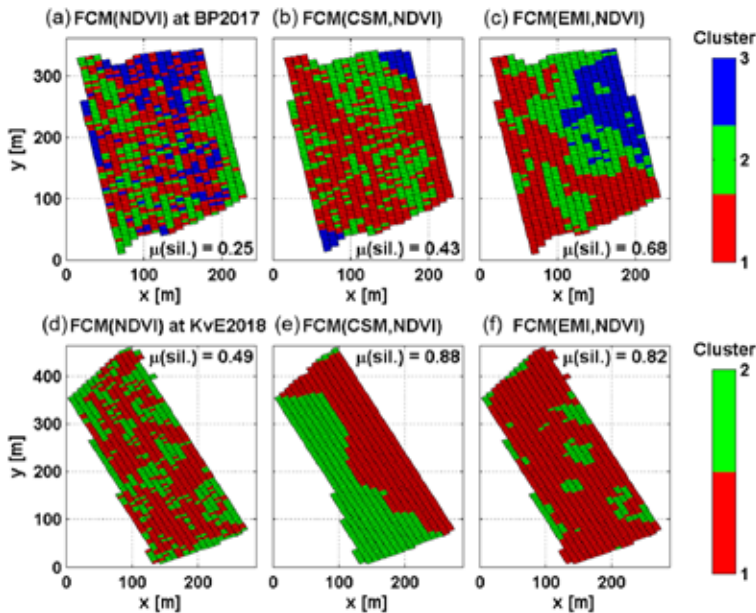 (a) FCM(NDVI) at BP2017
(b) FCM(CSM,NDVI)
(c) FCM(EMI,NDVI)
Cluster
3
2
1
y [m]
300
200
100
0
μ(sil.) = 0.25
μ(sil.) = 0.43
μ(sil.) = 0.68
0 100 200
0 100 200
0 100 200
x [m]
x [m]
x [m]
(d) FCM(NDVI) at KvE2018
(e) FCM(CSM,NDVI)
(f) FCM(EMI,NDVI)
Cluster
2
1
y [m]
400
300
200
100
0
μ(sil.) = 0.49
μ(sil.) = 0.88
μ(sil.) = 0.82
0 100 200
0 100 200
0 100 200
x [m]
x [m]
x [m]